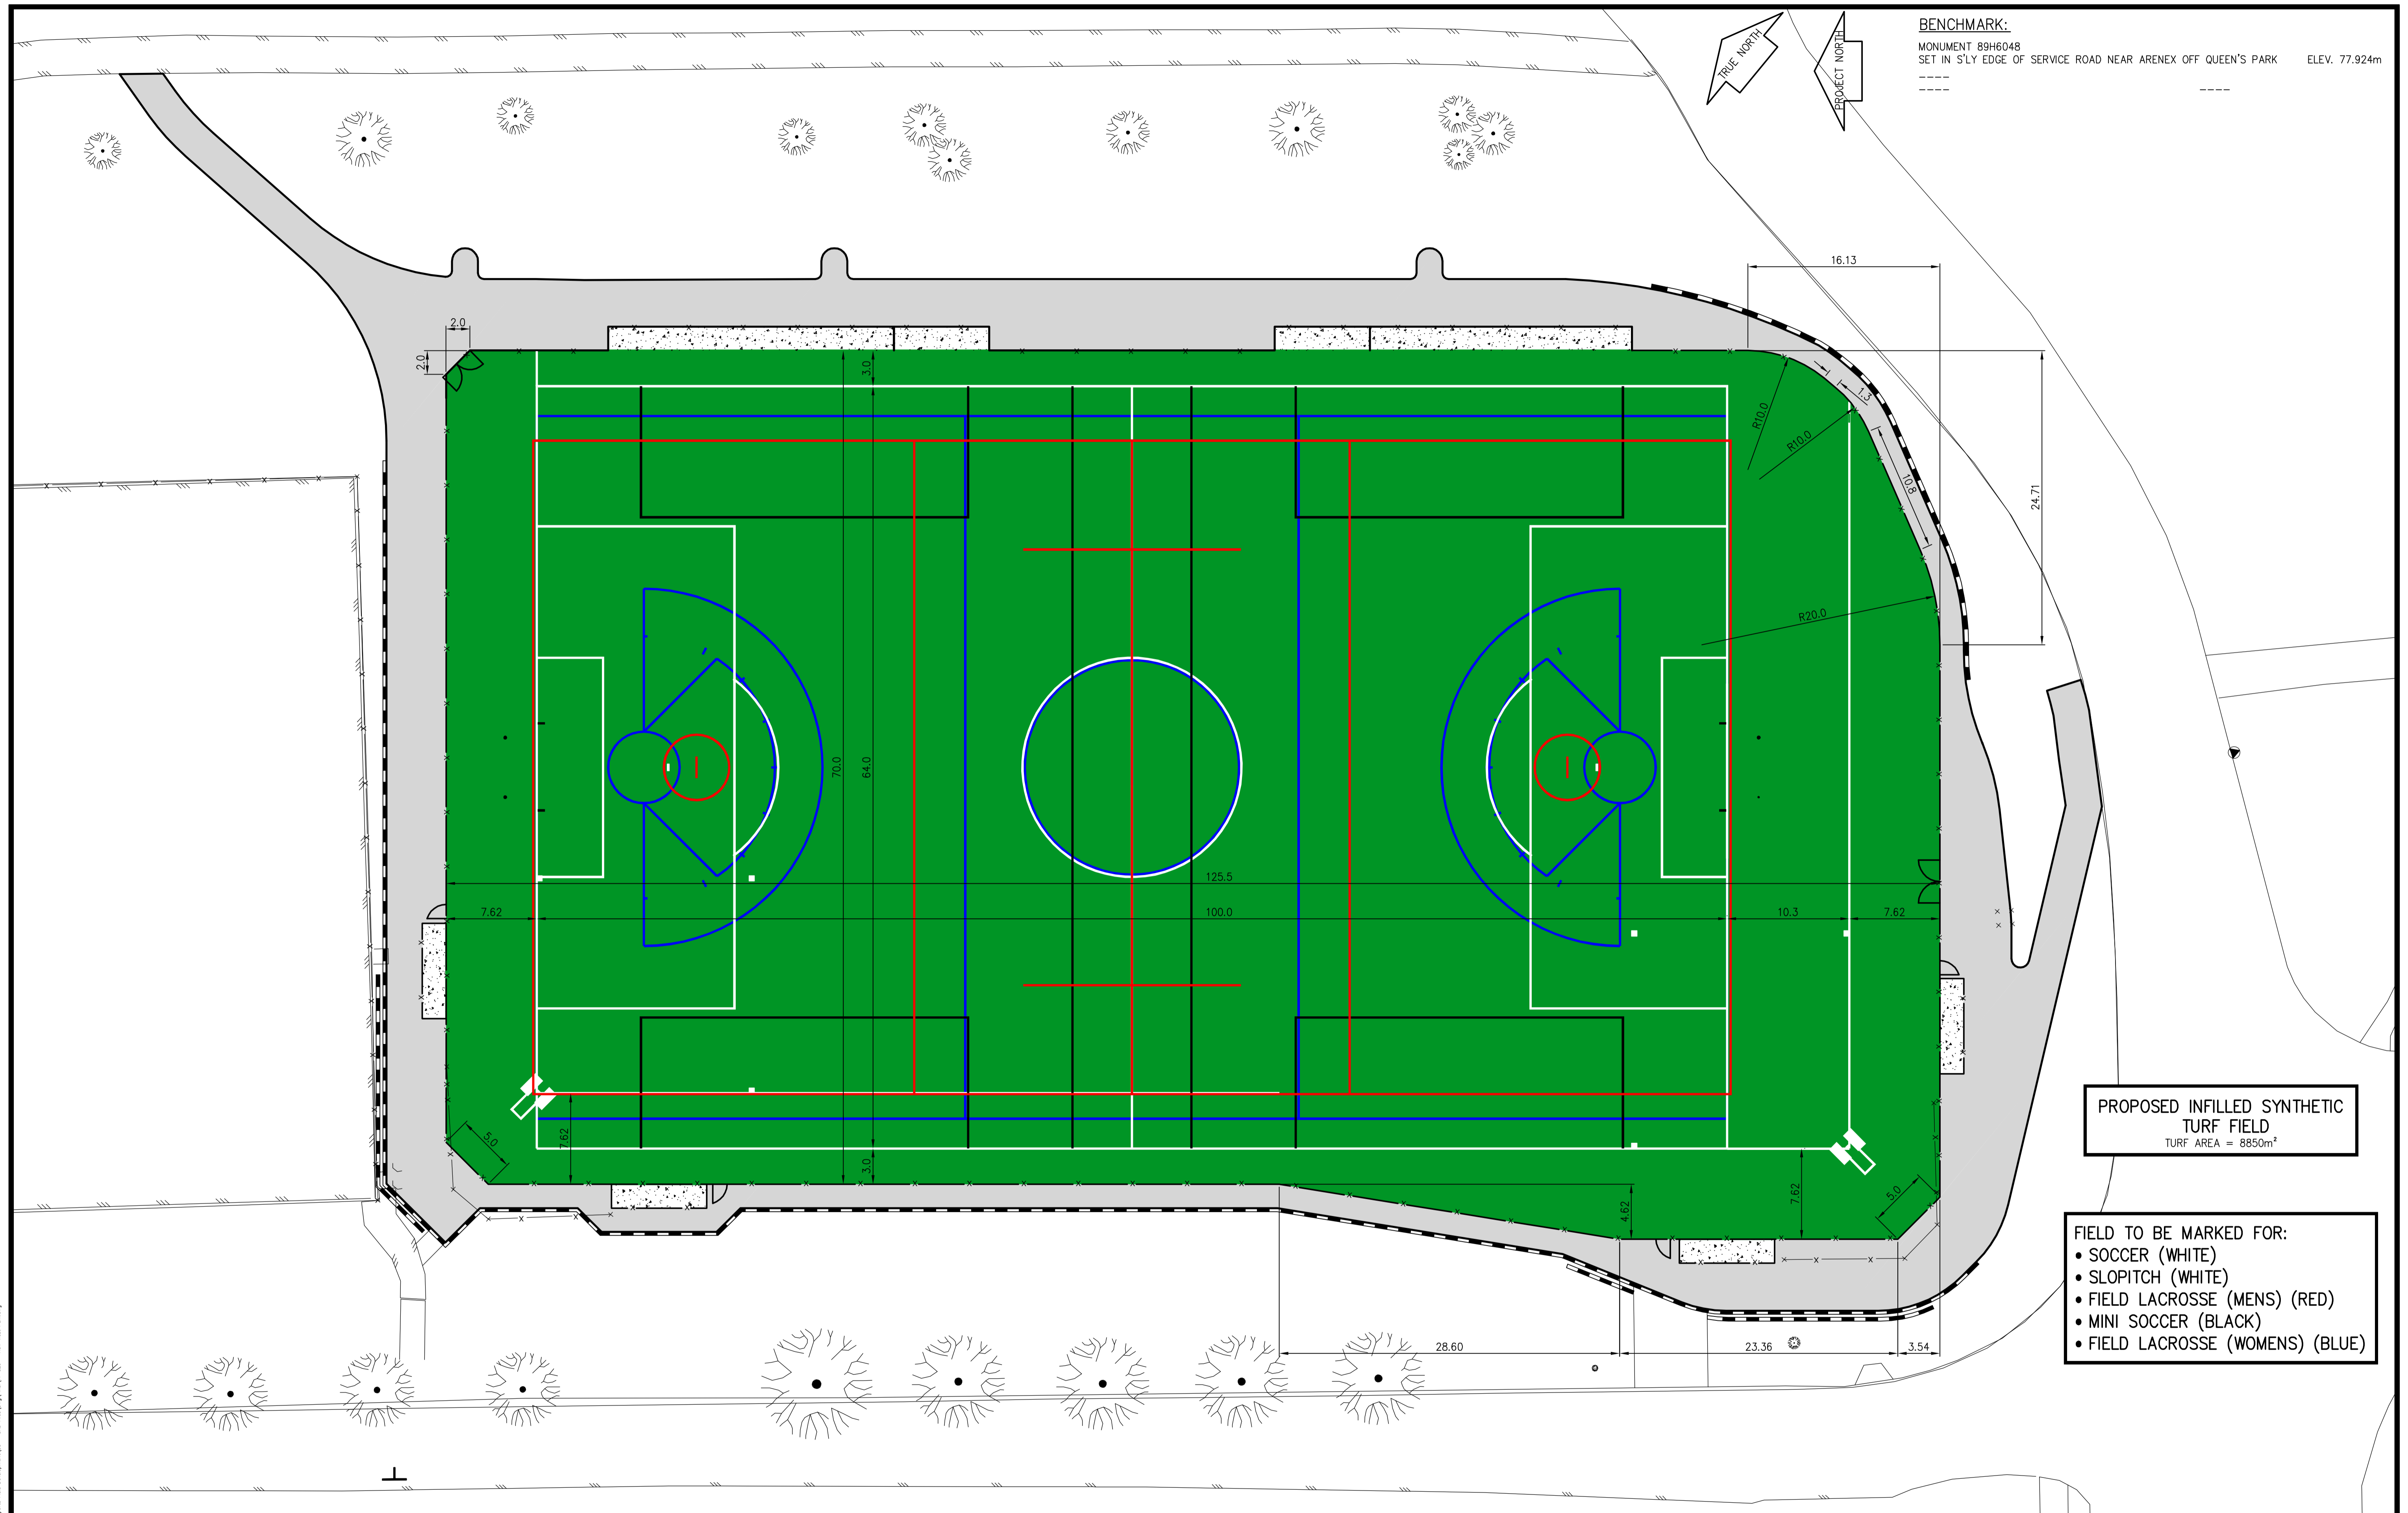 BENCHMARK:
MONUMENT 89H6048
SET IN S'LY EDGE OF SERVICE ROAD NEAR ARENEX OFF QUEEN'S PARK ELEV. 77.924m
---- ----
TRUE NORTH
PROJECT NORTH
16.13
2.0
2.0
3.0
1.3
R10.0
R10.0
10.8
24.71
R20.0
70.0
64.0
125.5
7.62
100.0
10.3
7.62
7.62
5.0
3.0
4.62
7.62
5.0
28.60
23.36
3.54
PROPOSED INFILLED SYNTHETIC
TURF FIELD
TURF AREA = 8850m²
FIELD TO BE MARKED FOR:
• SOCCER (WHITE)
• SLOPITCH (WHITE)
• FIELD LACROSSE (MENS) (RED)
• MINI SOCCER (BLACK)
• FIELD LACROSSE (WOMENS) (BLUE)